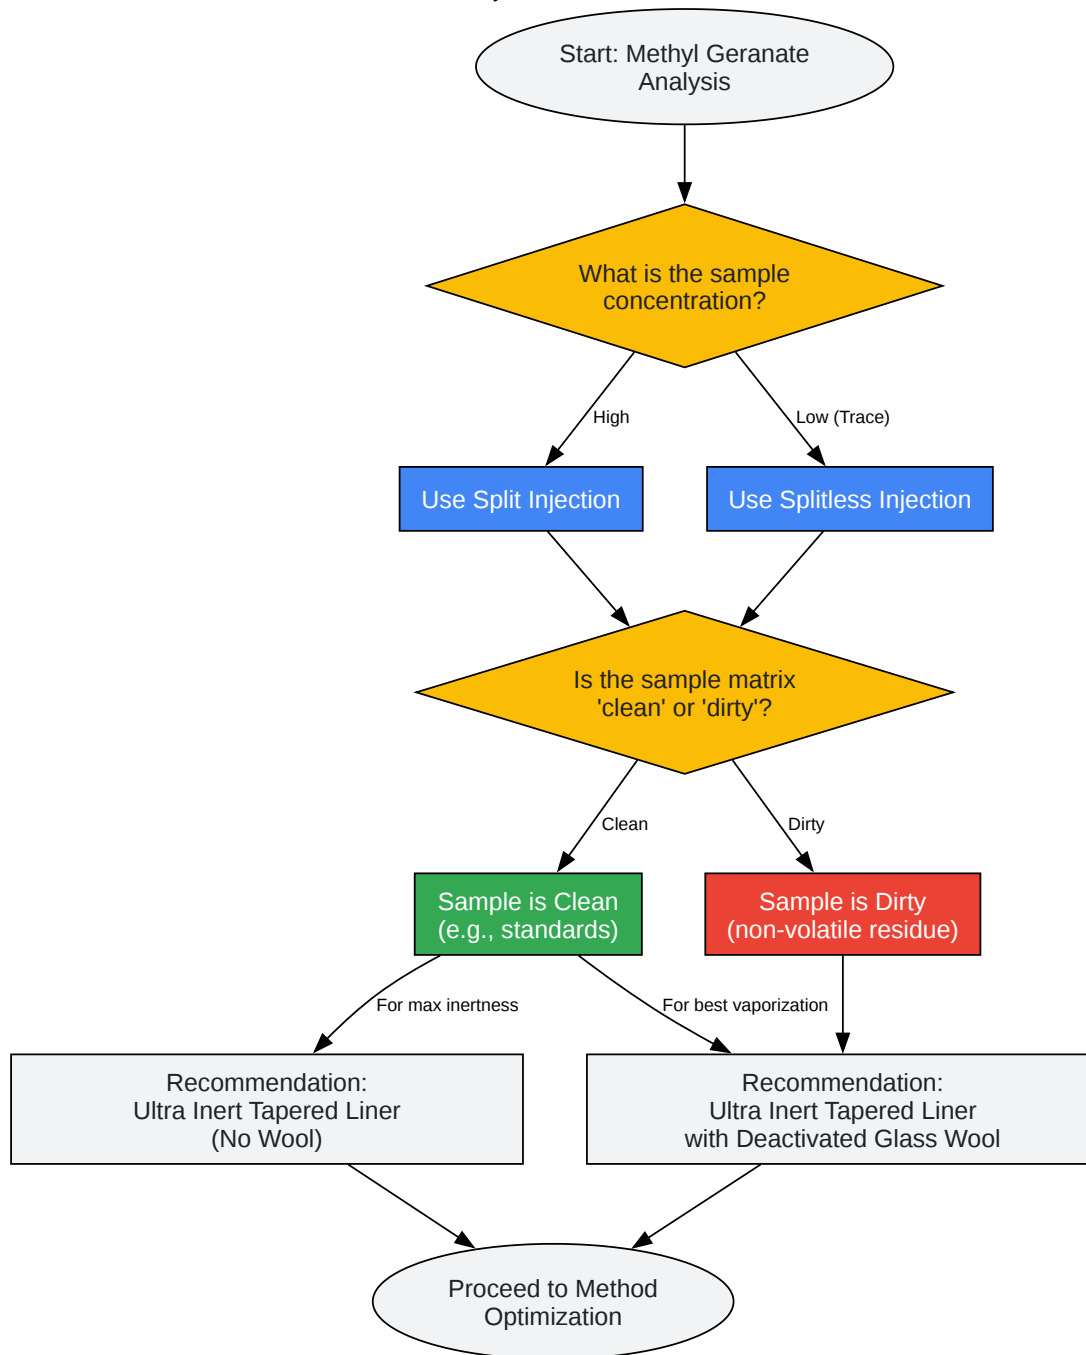 Start: Methyl Geranate
Analysis
What is the sample
concentration?
High
Low (Trace)
Use Split Injection
Use Splitless Injection
Is the sample matrix
'clean' or 'dirty'?
Clean
Dirty
Sample is Clean
(e.g., standards)
Sample is Dirty
(non-volatile residue)
For max inertness
For best vaporization
Recommendation:
Ultra Inert Tapered Liner
(No Wool)
Recommendation:
Ultra Inert Tapered Liner
with Deactivated Glass Wool
Proceed to Method
Optimization